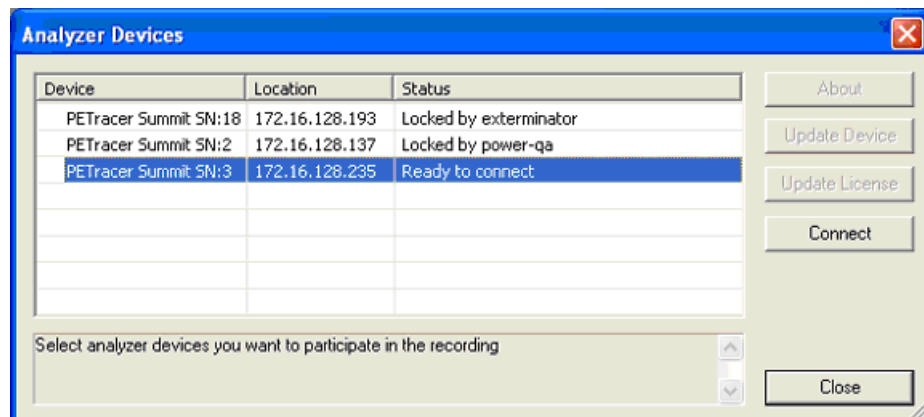 Analyzer Devices
Device Location Status
PETracer Summit SN:18 172.16.128.193 Locked by exterminator
PETracer Summit SN:2 172.16.128.137 Locked by power-qa
PETracer Summit SN:3 172.16.128.235 Ready to connect
About
Update Device
Update License
Connect
Select analyzer devices you want to participate in the recording
Close